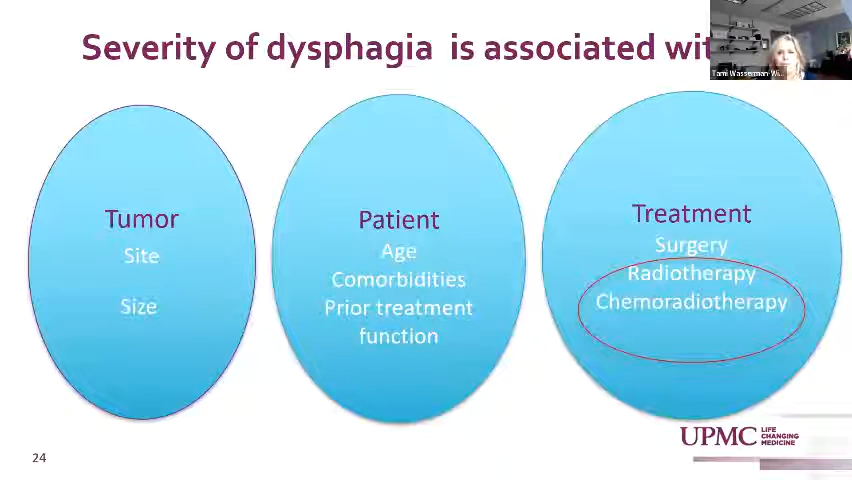 Severity of dysphagia is associated wit
Tami Wasserman-Wi...
Tumor
Site
Size
Patient
Age
Comorbidities
Prior treatment
function
Treatment
Surgery
Radiotherapy
Chemoradiotherapy
UPMC LIFE
CHANGING
MEDICINE
24